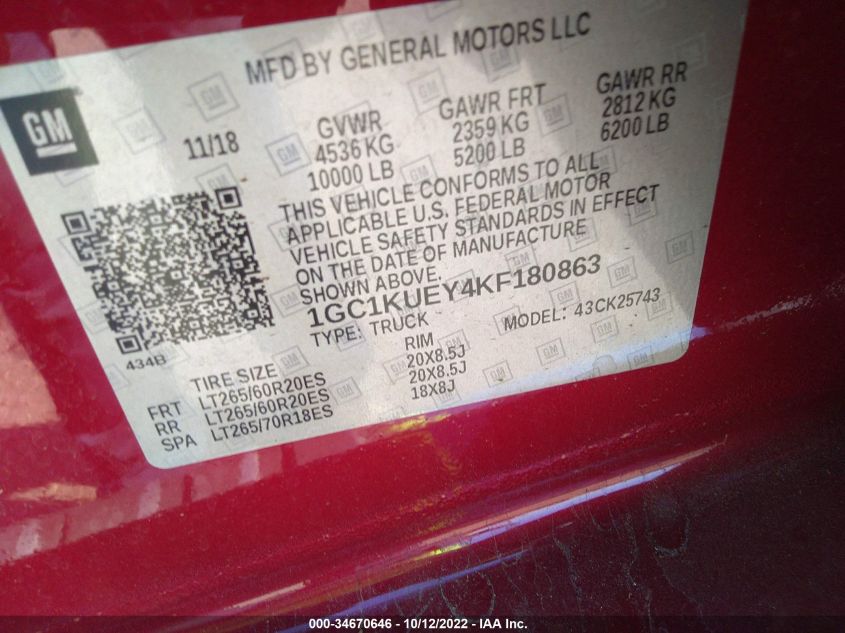 MFD BY GENERAL MOTORS LLC
GM
11/18
GVWR GAWR FRT GAWR RR
4536 KG 2359 KG 2812 KG
10000 LB 5200 LB 6200 LB
THIS VEHICLE CONFORMS TO ALL
APPLICABLE U.S. FEDERAL MOTOR
VEHICLE SAFETY STANDARDS IN EFFECT
ON THE DATE OF MANUFACTURE
SHOWN ABOVE.
1GC1KUEY4KF180863
TYPE: TRUCK MODEL: 43CK25743
434B
TIRE SIZE RIM
FRT LT265/60R20ES 20X8.5J
RR LT265/60R20ES 20X8.5J
SPA LT265/70R18ES 18X8J
000-34670646 - 10/12/2022 - IAA Inc.